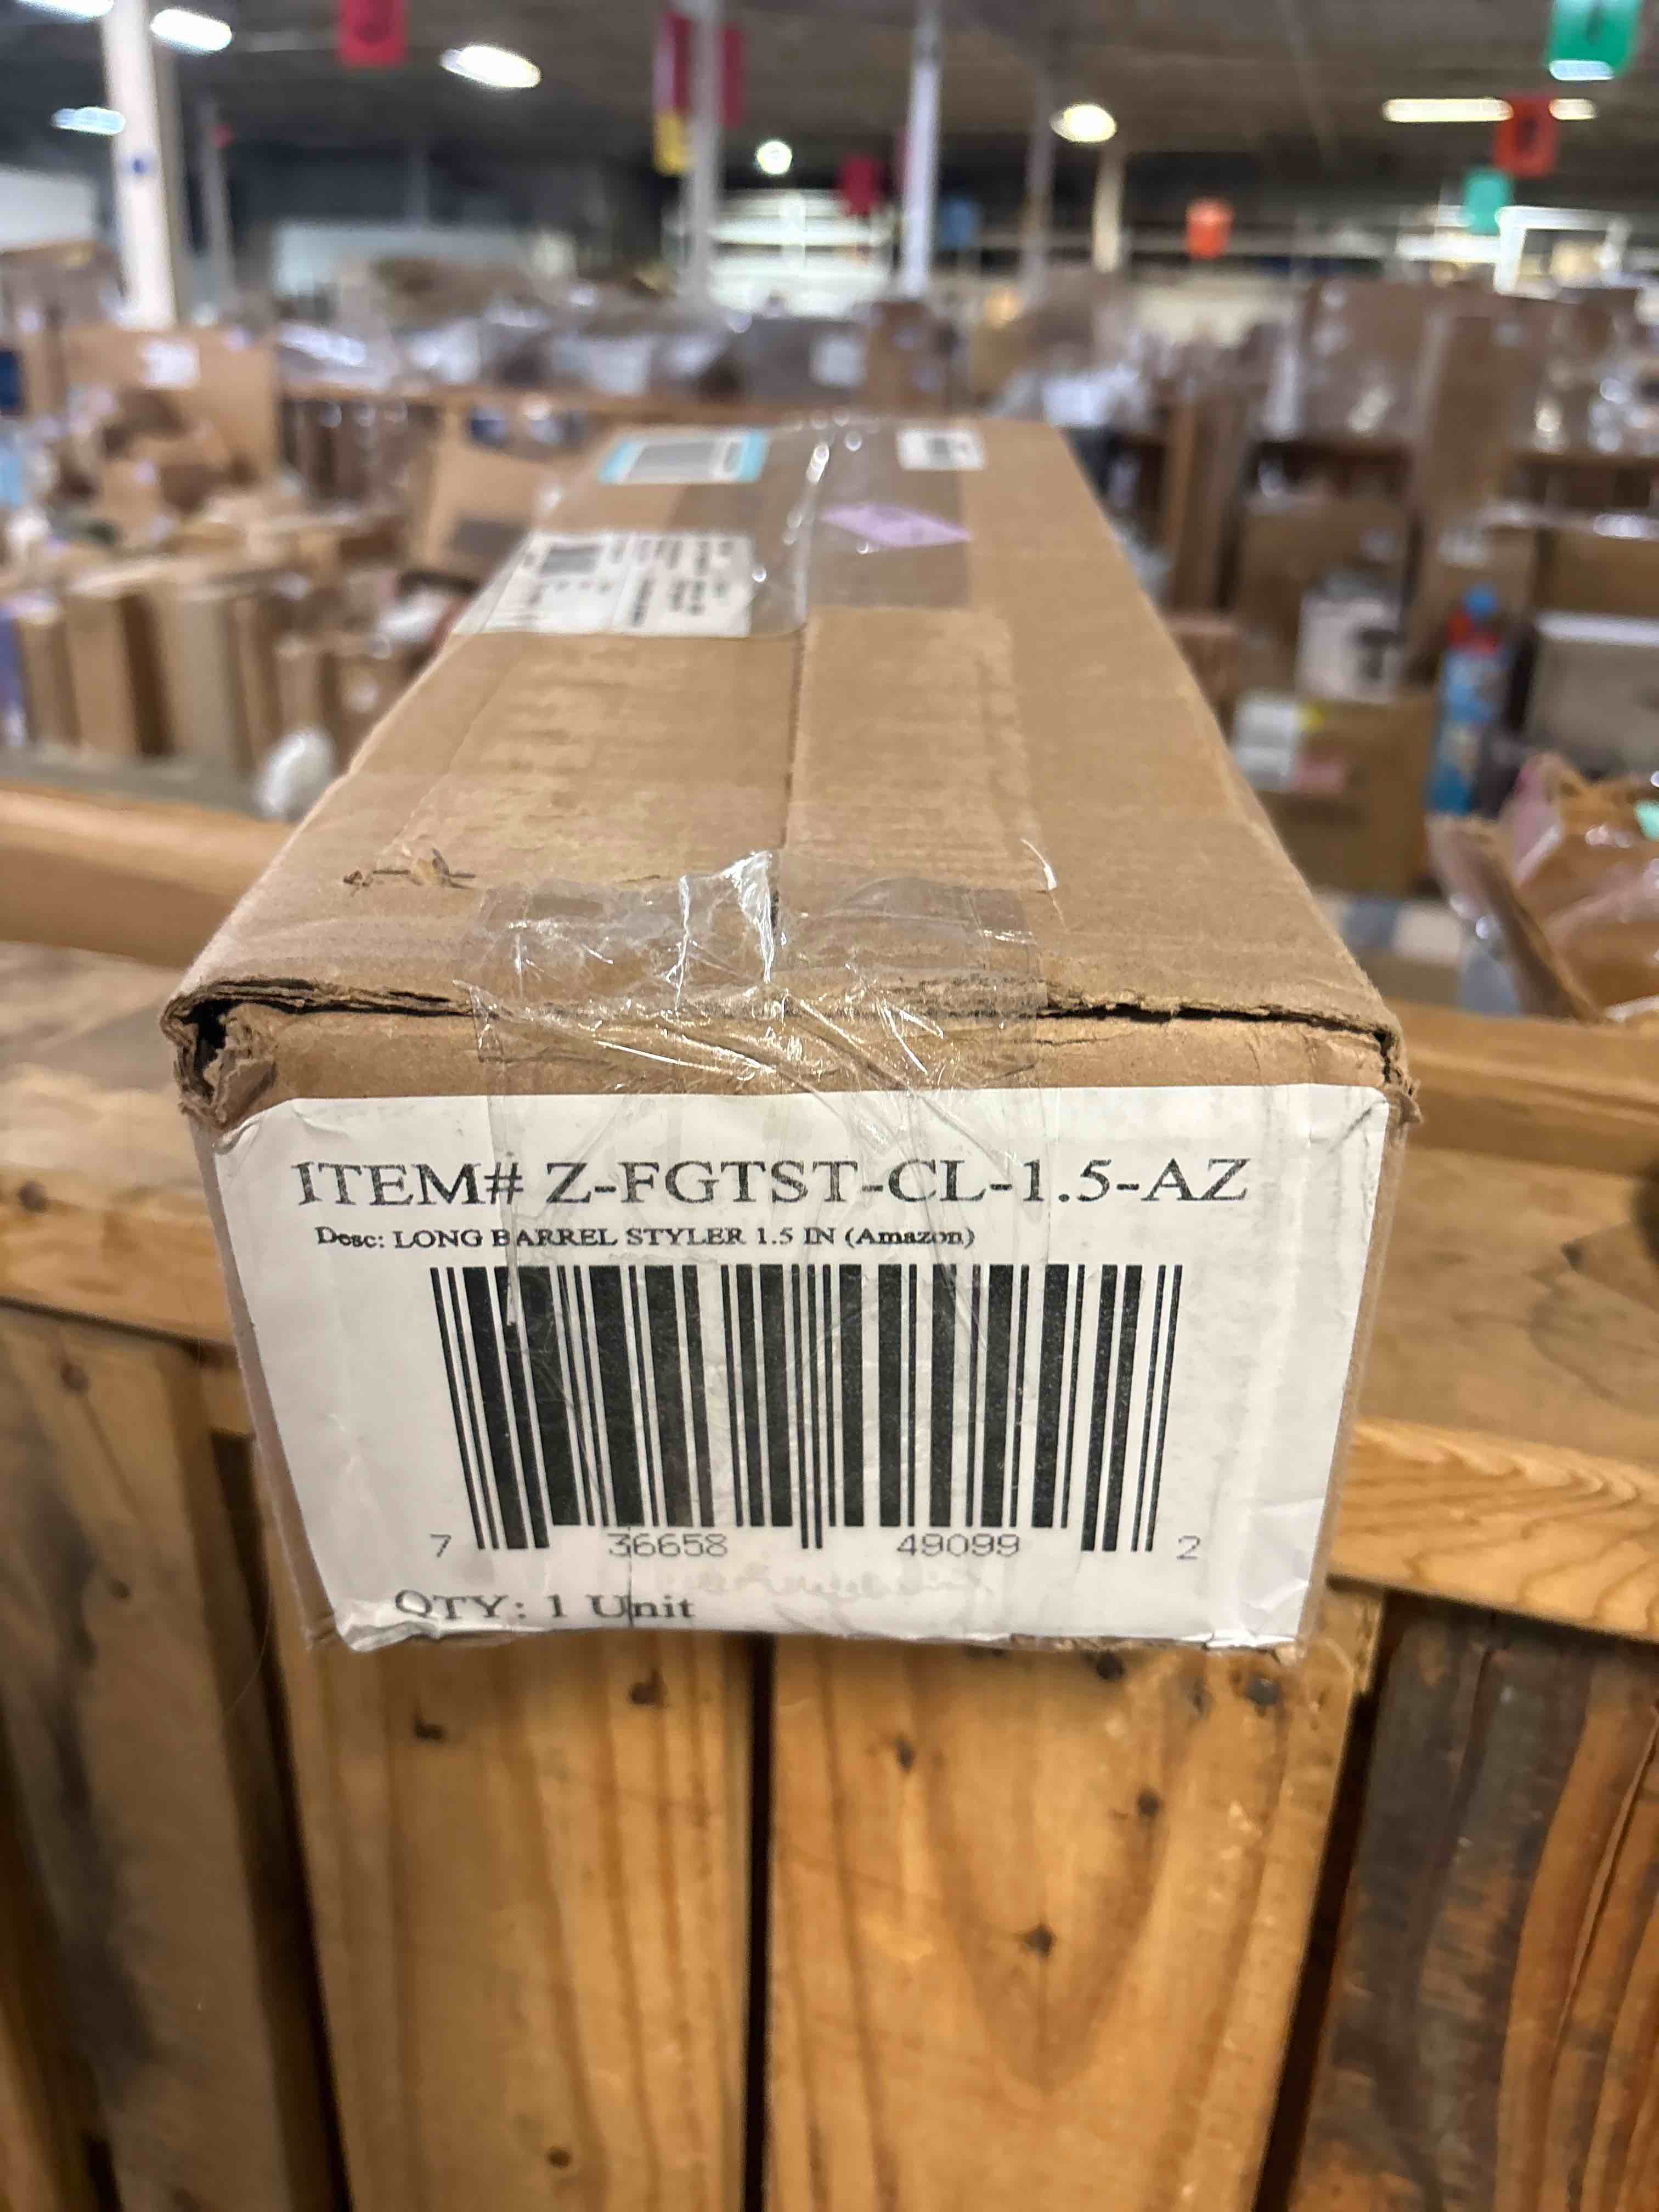 ITEM# Z-FGTST-CL-1.5-AZ
Desc: LONG BARREL STYLER 1.5 IN (Amazon)
7 36658 49099 2
QTY: 1 Unit